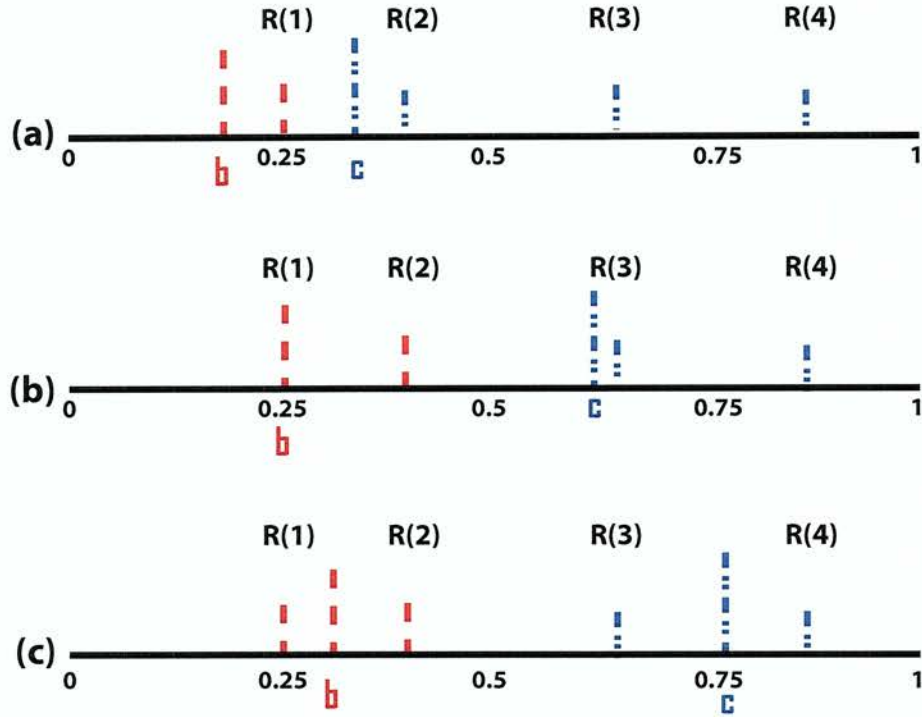 R(1) R(2) R(3) R(4)
(a)
0 0.25 0.5 0.75 1
b c
R(1) R(2) R(3) R(4)
(b)
0 0.25 0.5 0.75 1
b c
R(1) R(2) R(3) R(4)
(c)
0 0.25 0.5 0.75 1
b c